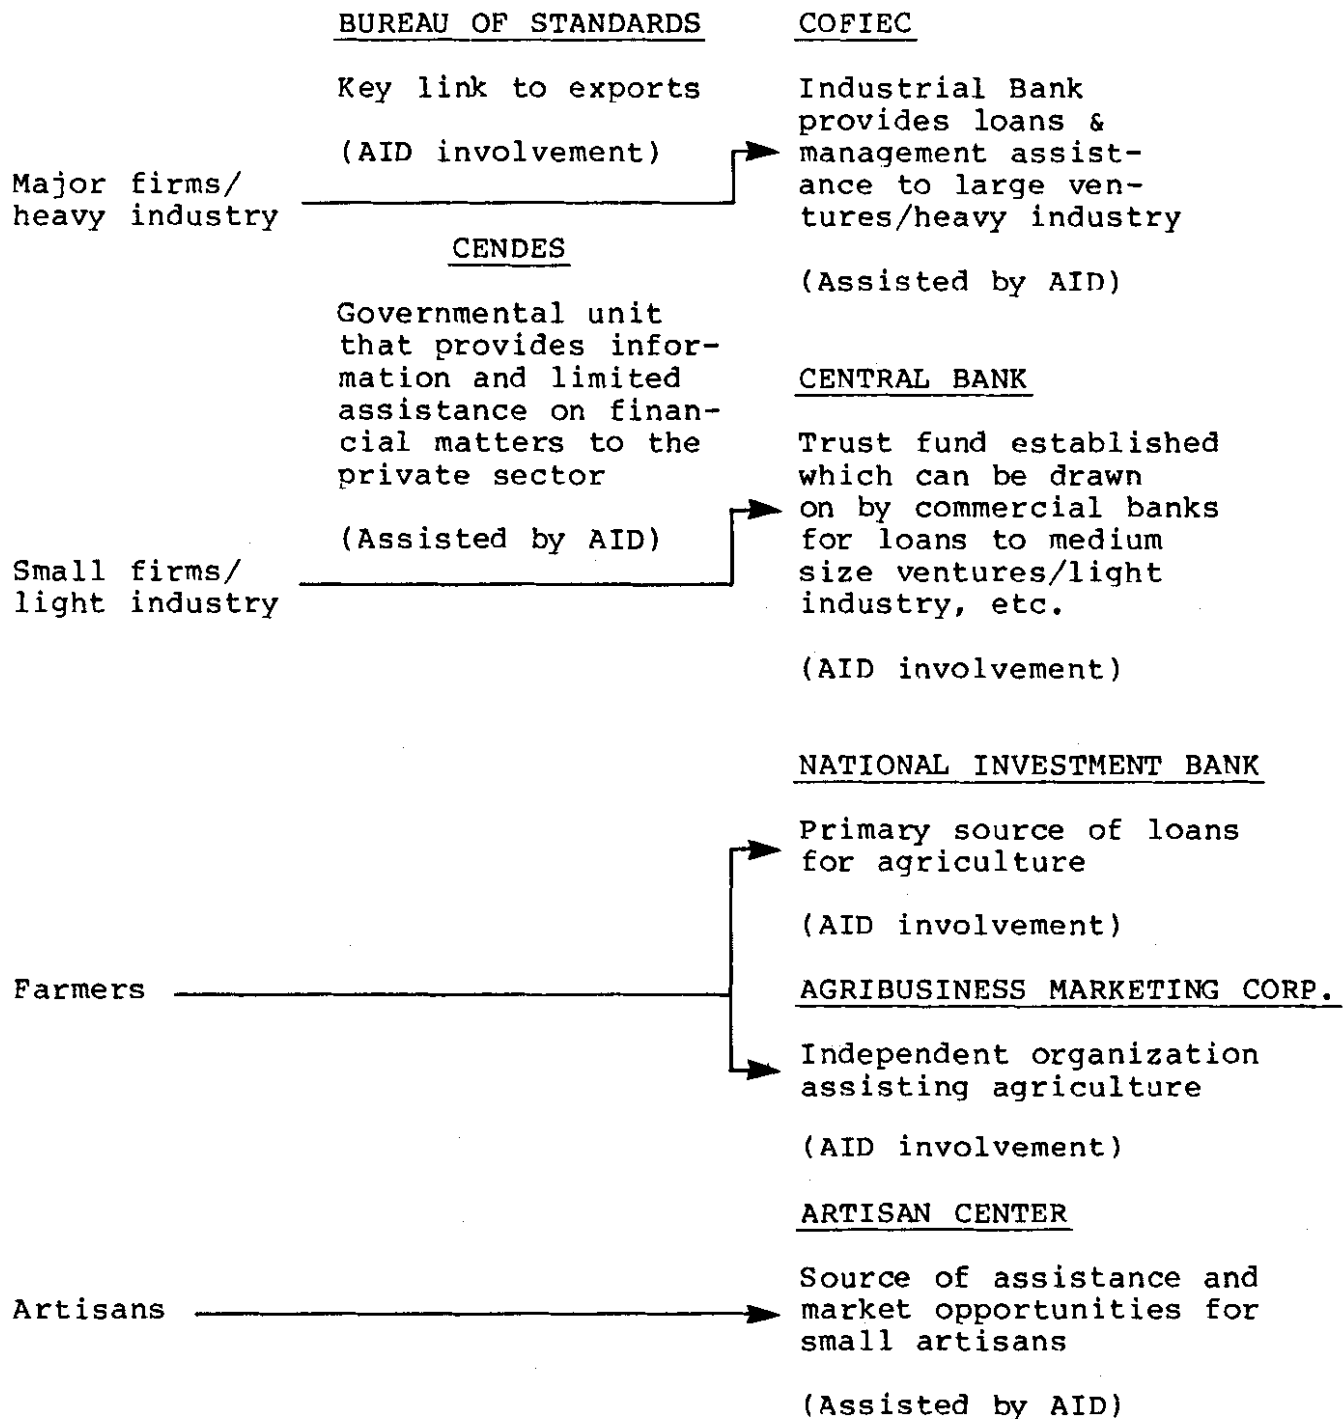 BUREAU OF STANDARDS
Key link to exports
(AID involvement)
COFIEC
Industrial Bank
provides loans &
management assist-
ance to large ven-
tures/heavy industry
(Assisted by AID)
Major firms/
heavy industry
CENDES
Governmental unit
that provides infor-
mation and limited
assistance on finan-
cial matters to the
private sector
(Assisted by AID)
CENTRAL BANK
Trust fund established
which can be drawn
on by commercial banks
for loans to medium
size ventures/light
industry, etc.
(AID involvement)
Small firms/
light industry
NATIONAL INVESTMENT BANK
Primary source of loans
for agriculture
(AID involvement)
Farmers
AGRIBUSINESS MARKETING CORP.
Independent organization
assisting agriculture
(AID involvement)
ARTISAN CENTER
Source of assistance and
market opportunities for
small artisans
(Assisted by AID)
Artisans